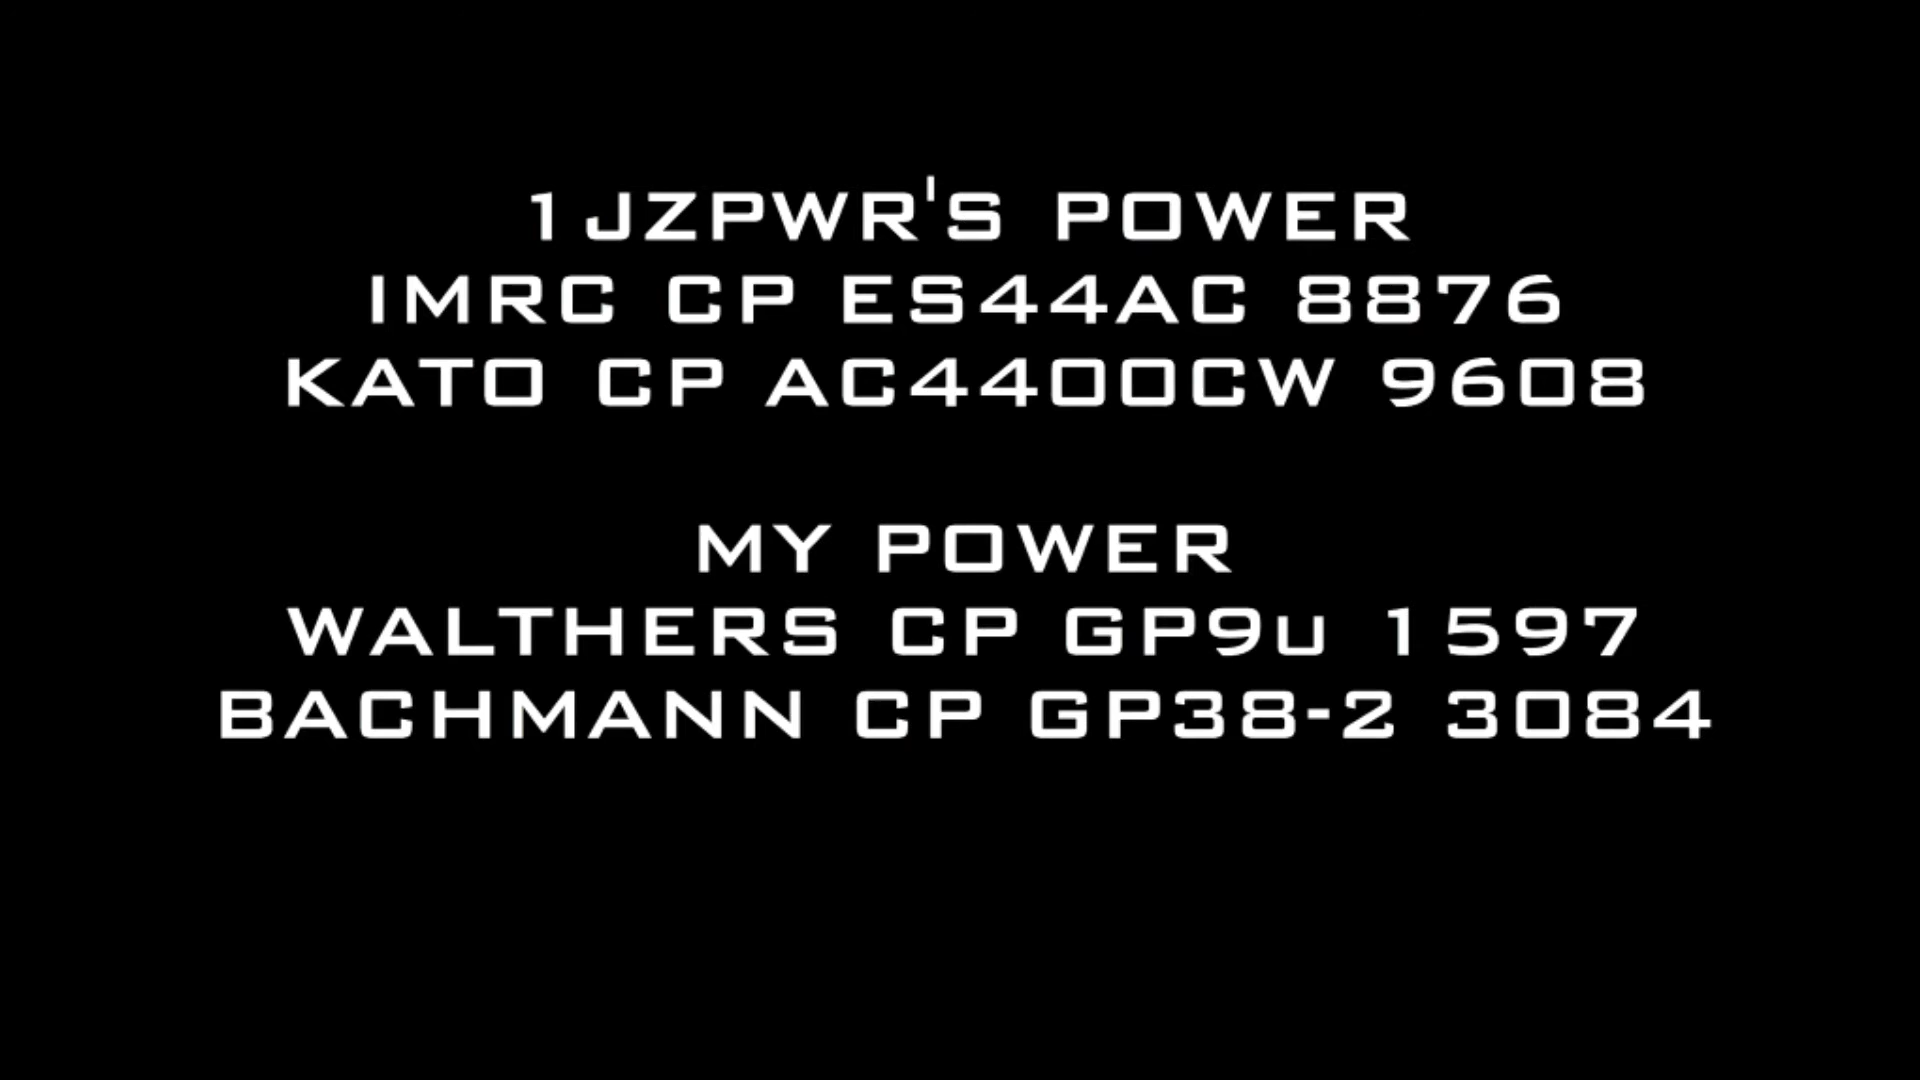 1JZPWR'S POWER
IMRC CP ES44AC 8876
KATO CP AC4400CW 9608
MY POWER
WALTHERS CP GP9u 1597
BACHMANN CP GP38-2 3084